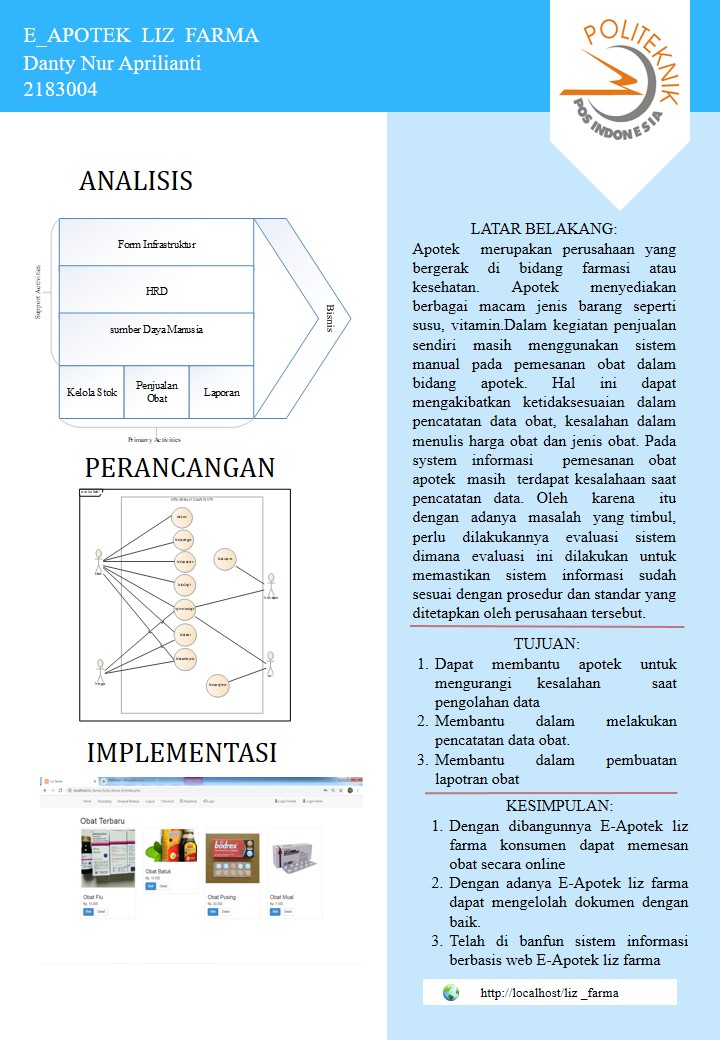 E_APOTEK LIZ FARMA
Danty Nur Aprilianti
2183004
POLITEKNIK
POS INDONESIA
ANALISIS
Support Activities
Form Infrastruktur
HRD
sumber Daya Manusia
Kelola Stok
Penjualan
Obat
Laporan
Bisnis
Primarry Activities
PERANCANGAN
IMPLEMENTASI
Obat Terbaru
bodrex
Obat Flu
Obat Batuk
Obat Pusing
Obat Mual
Detail
Detail
Detail
Detail
LATAR BELAKANG:
Apotek merupakan perusahaan yang
bergerak di bidang farmasi atau
kesehatan. Apotek menyediakan
berbagai macam jenis barang seperti
susu, vitamin.Dalam kegiatan penjualan
sendiri masih menggunakan sistem
manual pada pemesanan obat dalam
bidang apotek. Hal ini dapat
mengakibatkan ketidaksesuaian dalam
pencatatan data obat, kesalahan dalam
menulis harga obat dan jenis obat. Pada
system informasi pemesanan obat
apotek masih terdapat kesalahaan saat
pencatatan data. Oleh karena itu
dengan adanya masalah yang timbul,
perlu dilakukannya evaluasi sistem
dimana evaluasi ini dilakukan untuk
memastikan sistem informasi sudah
sesuai dengan prosedur dan standar yang
ditetapkan oleh perusahaan tersebut.
TUJUAN:
1. Dapat membantu apotek untuk
mengurangi kesalahan saat
pengolahan data
2. Membantu dalam melakukan
pencatatan data obat.
3. Membantu dalam pembuatan
lapotran obat
KESIMPULAN:
1. Dengan dibangunnya E-Apotek liz
farma konsumen dapat memesan
obat secara online
2. Dengan adanya E-Apotek liz farma
dapat mengelolah dokumen dengan
baik.
3. Telah di banfun sistem informasi
berbasis web E-Apotek liz farma
http://localhost/liz _farma